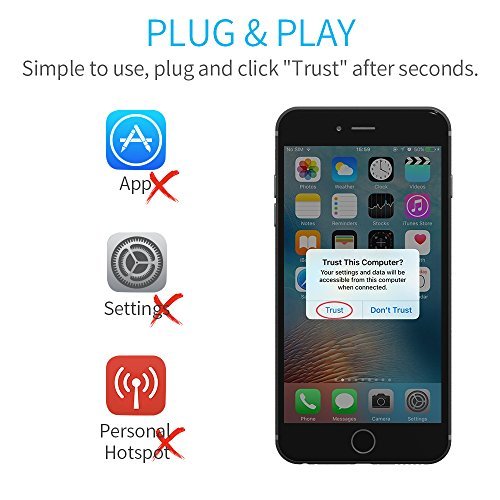 PLUG & PLAY
Simple to use, plug and click "Trust" after seconds.
App
Settings
Personal
Hotspot
No SIM
15:59
50%
Photos
Weather
Clock
Videos
Notes
Stocks
iTunes Store
Trust This Computer?
Your settings and data will be
accessible from this computer
when connected.
Trust
Don't Trust
Phone
Messages
Camera
Settings